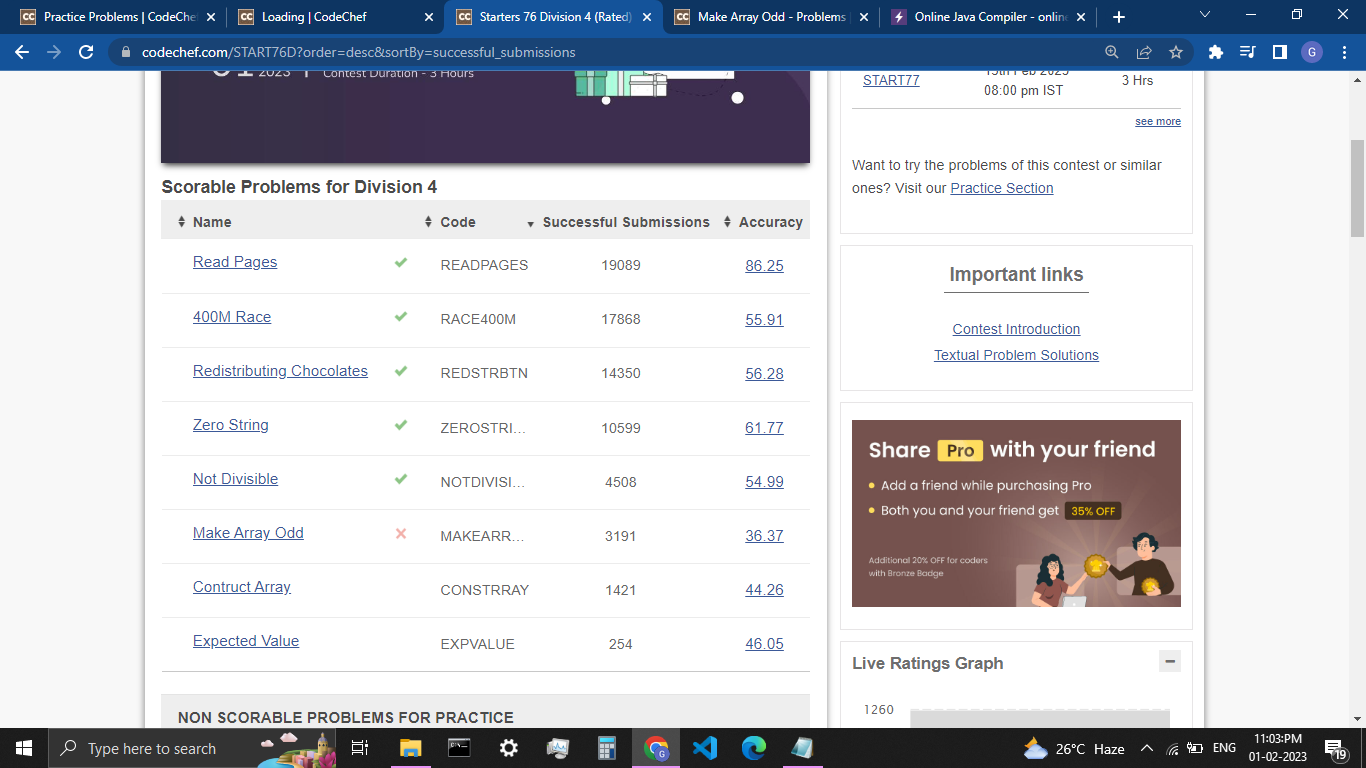 Practice Problems | CodeChef
Loading | CodeChef
Starters 76 Division 4 (Rated)
Make Array Odd - Problems
Online Java Compiler - online
codechef.com/START76D?order=desc&sortBy=successful_submissions
G
2023 | Contest Duration - 3 Hours
START77
15th Feb 2023
08:00 pm IST
3 Hrs
see more
Want to try the problems of this contest or similar
ones? Visit our Practice Section
Scorable Problems for Division 4
Name Code Successful Submissions Accuracy
Read Pages READPAGES 19089 86.25
400M Race RACE400M 17868 55.91
Redistributing Chocolates REDSTRBTN 14350 56.28
Zero String ZEROSTRI... 10599 61.77
Not Divisible NOTDIVISI... 4508 54.99
Make Array Odd MAKEARR... 3191 36.37
Contruct Array CONSTRRAY 1421 44.26
Expected Value EXPVALUE 254 46.05
NON SCORABLE PROBLEMS FOR PRACTICE
Important links
Contest Introduction
Textual Problem Solutions
Share Pro with your friend
Add a friend while purchasing Pro
Both you and your friend get 35% OFF
Additional 20% OFF for coders
with Bronze Badge
Live Ratings Graph
1260
Type here to search
26°C Haze
ENG
11:03:PM
01-02-2023
19